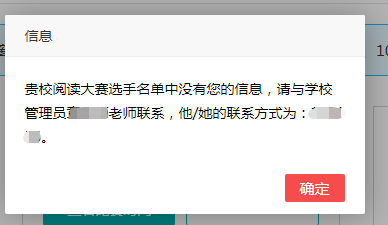 信息
10
贵校阅读大赛选手名单中没有您的信息，请与学校
管理员老师联系，他/她的联系方式为：
。
确定